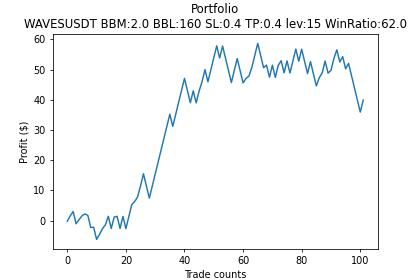 Portfolio
WAVESUSDT BBM:2.0 BBL:160 SL:0.4 TP:0.4 lev:15 WinRatio:62.0
60
50
40
30
20
10
0
Profit ($)
0 20 40 60 80 100
Trade counts